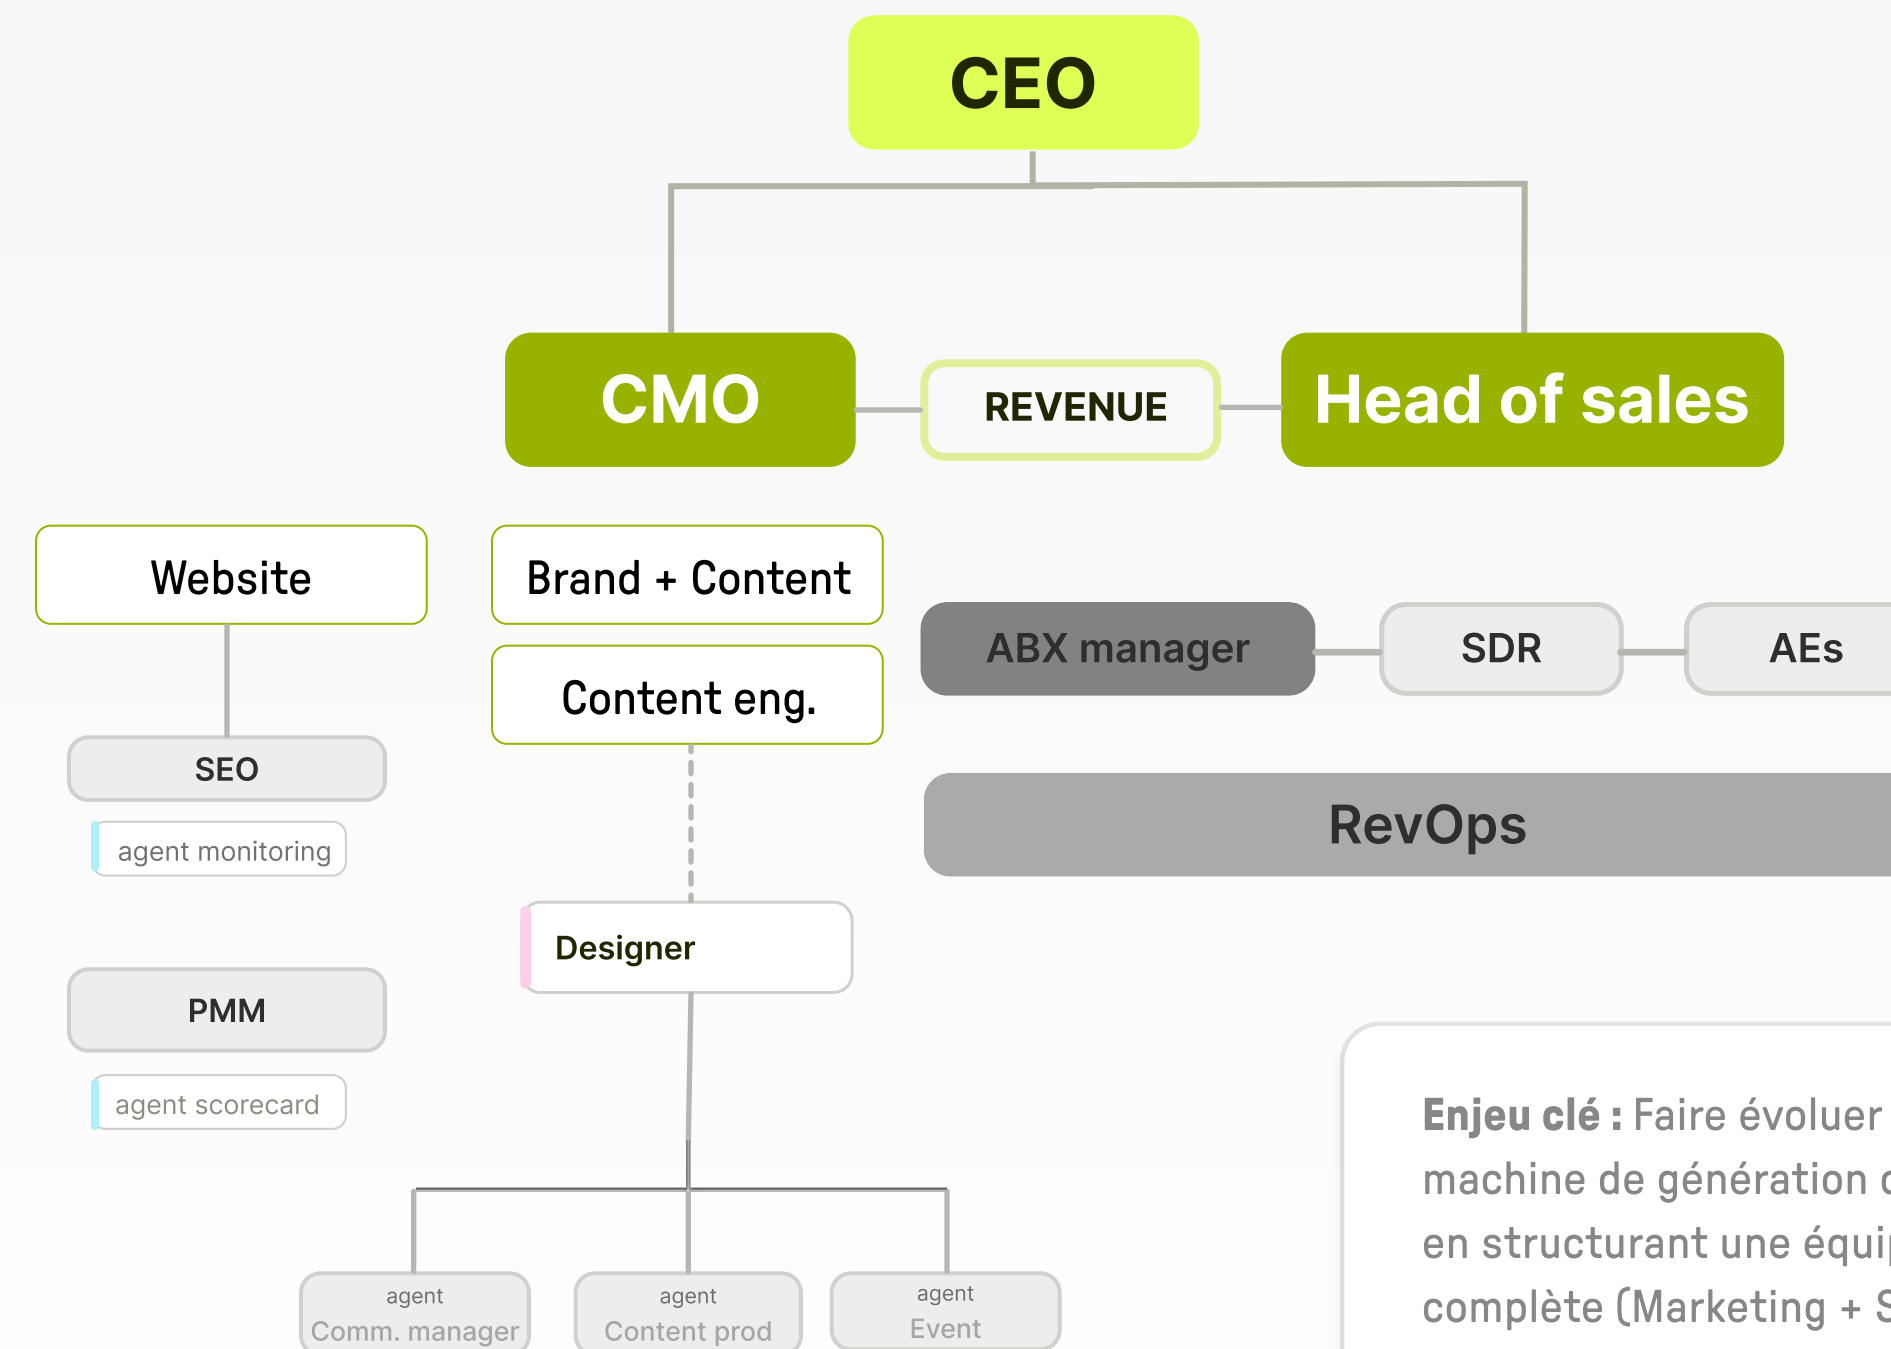 CEO
CMO
REVENUE
Head of sales
Website
Brand + Content
Content eng.
ABX manager
SDR
AEs
SEO
agent monitoring
RevOps
Designer
PMM
agent scorecard
Enjeu clé : Faire évoluer
machine de génération
en structurant une
complète (Marketing +
agent
Comm. manager
agent
Content prod
agent
Event